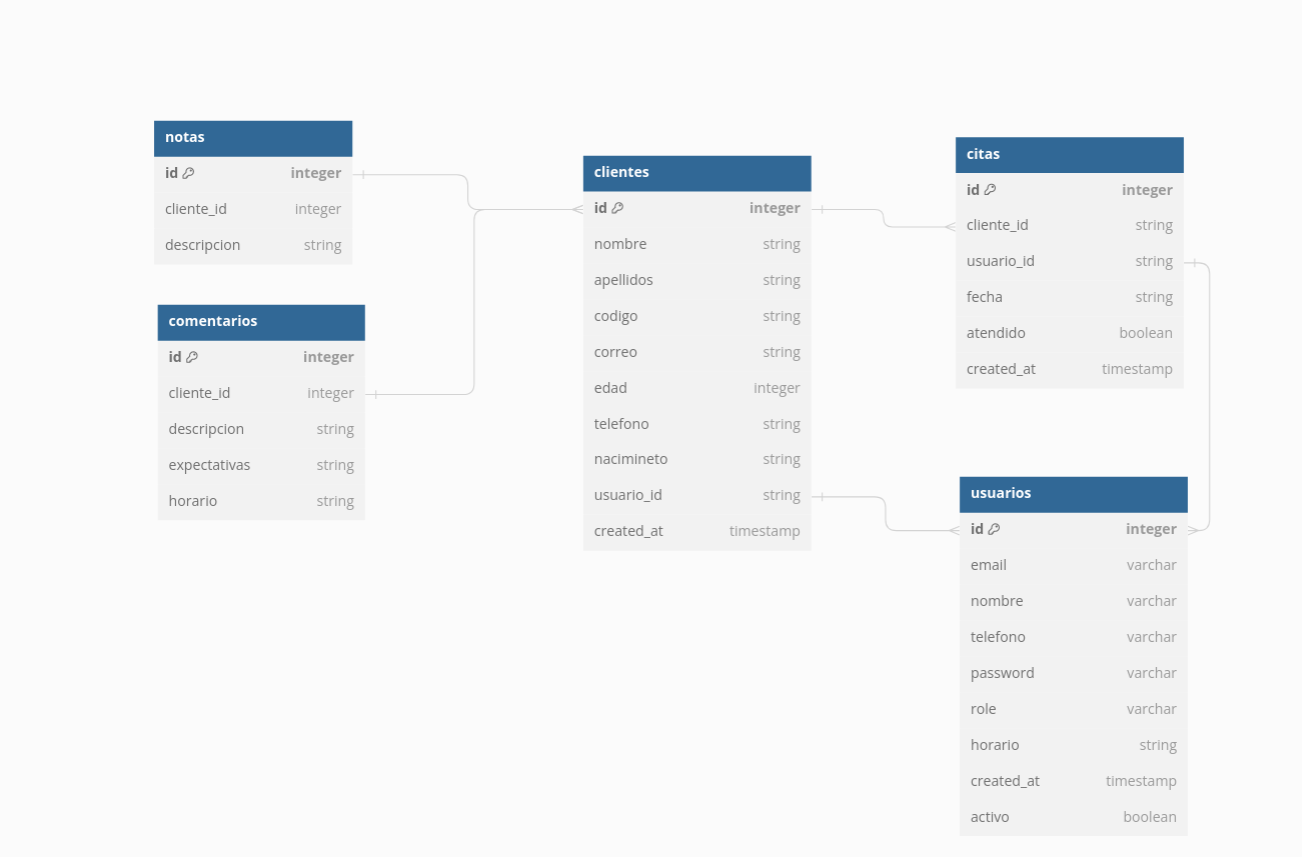 notas
id integer
cliente_id integer
descripcion string
comentarios
id integer
cliente_id integer
descripcion string
expectativas string
horario string
clientes
id integer
nombre string
apellidos string
codigo string
correo string
edad integer
telefono string
nacimineto string
usuario_id string
created_at timestamp
citas
id integer
cliente_id string
usuario_id string
fecha string
atendido boolean
created_at timestamp
usuarios
id integer
email varchar
nombre varchar
telefono varchar
password varchar
role varchar
horario string
created_at timestamp
activo boolean